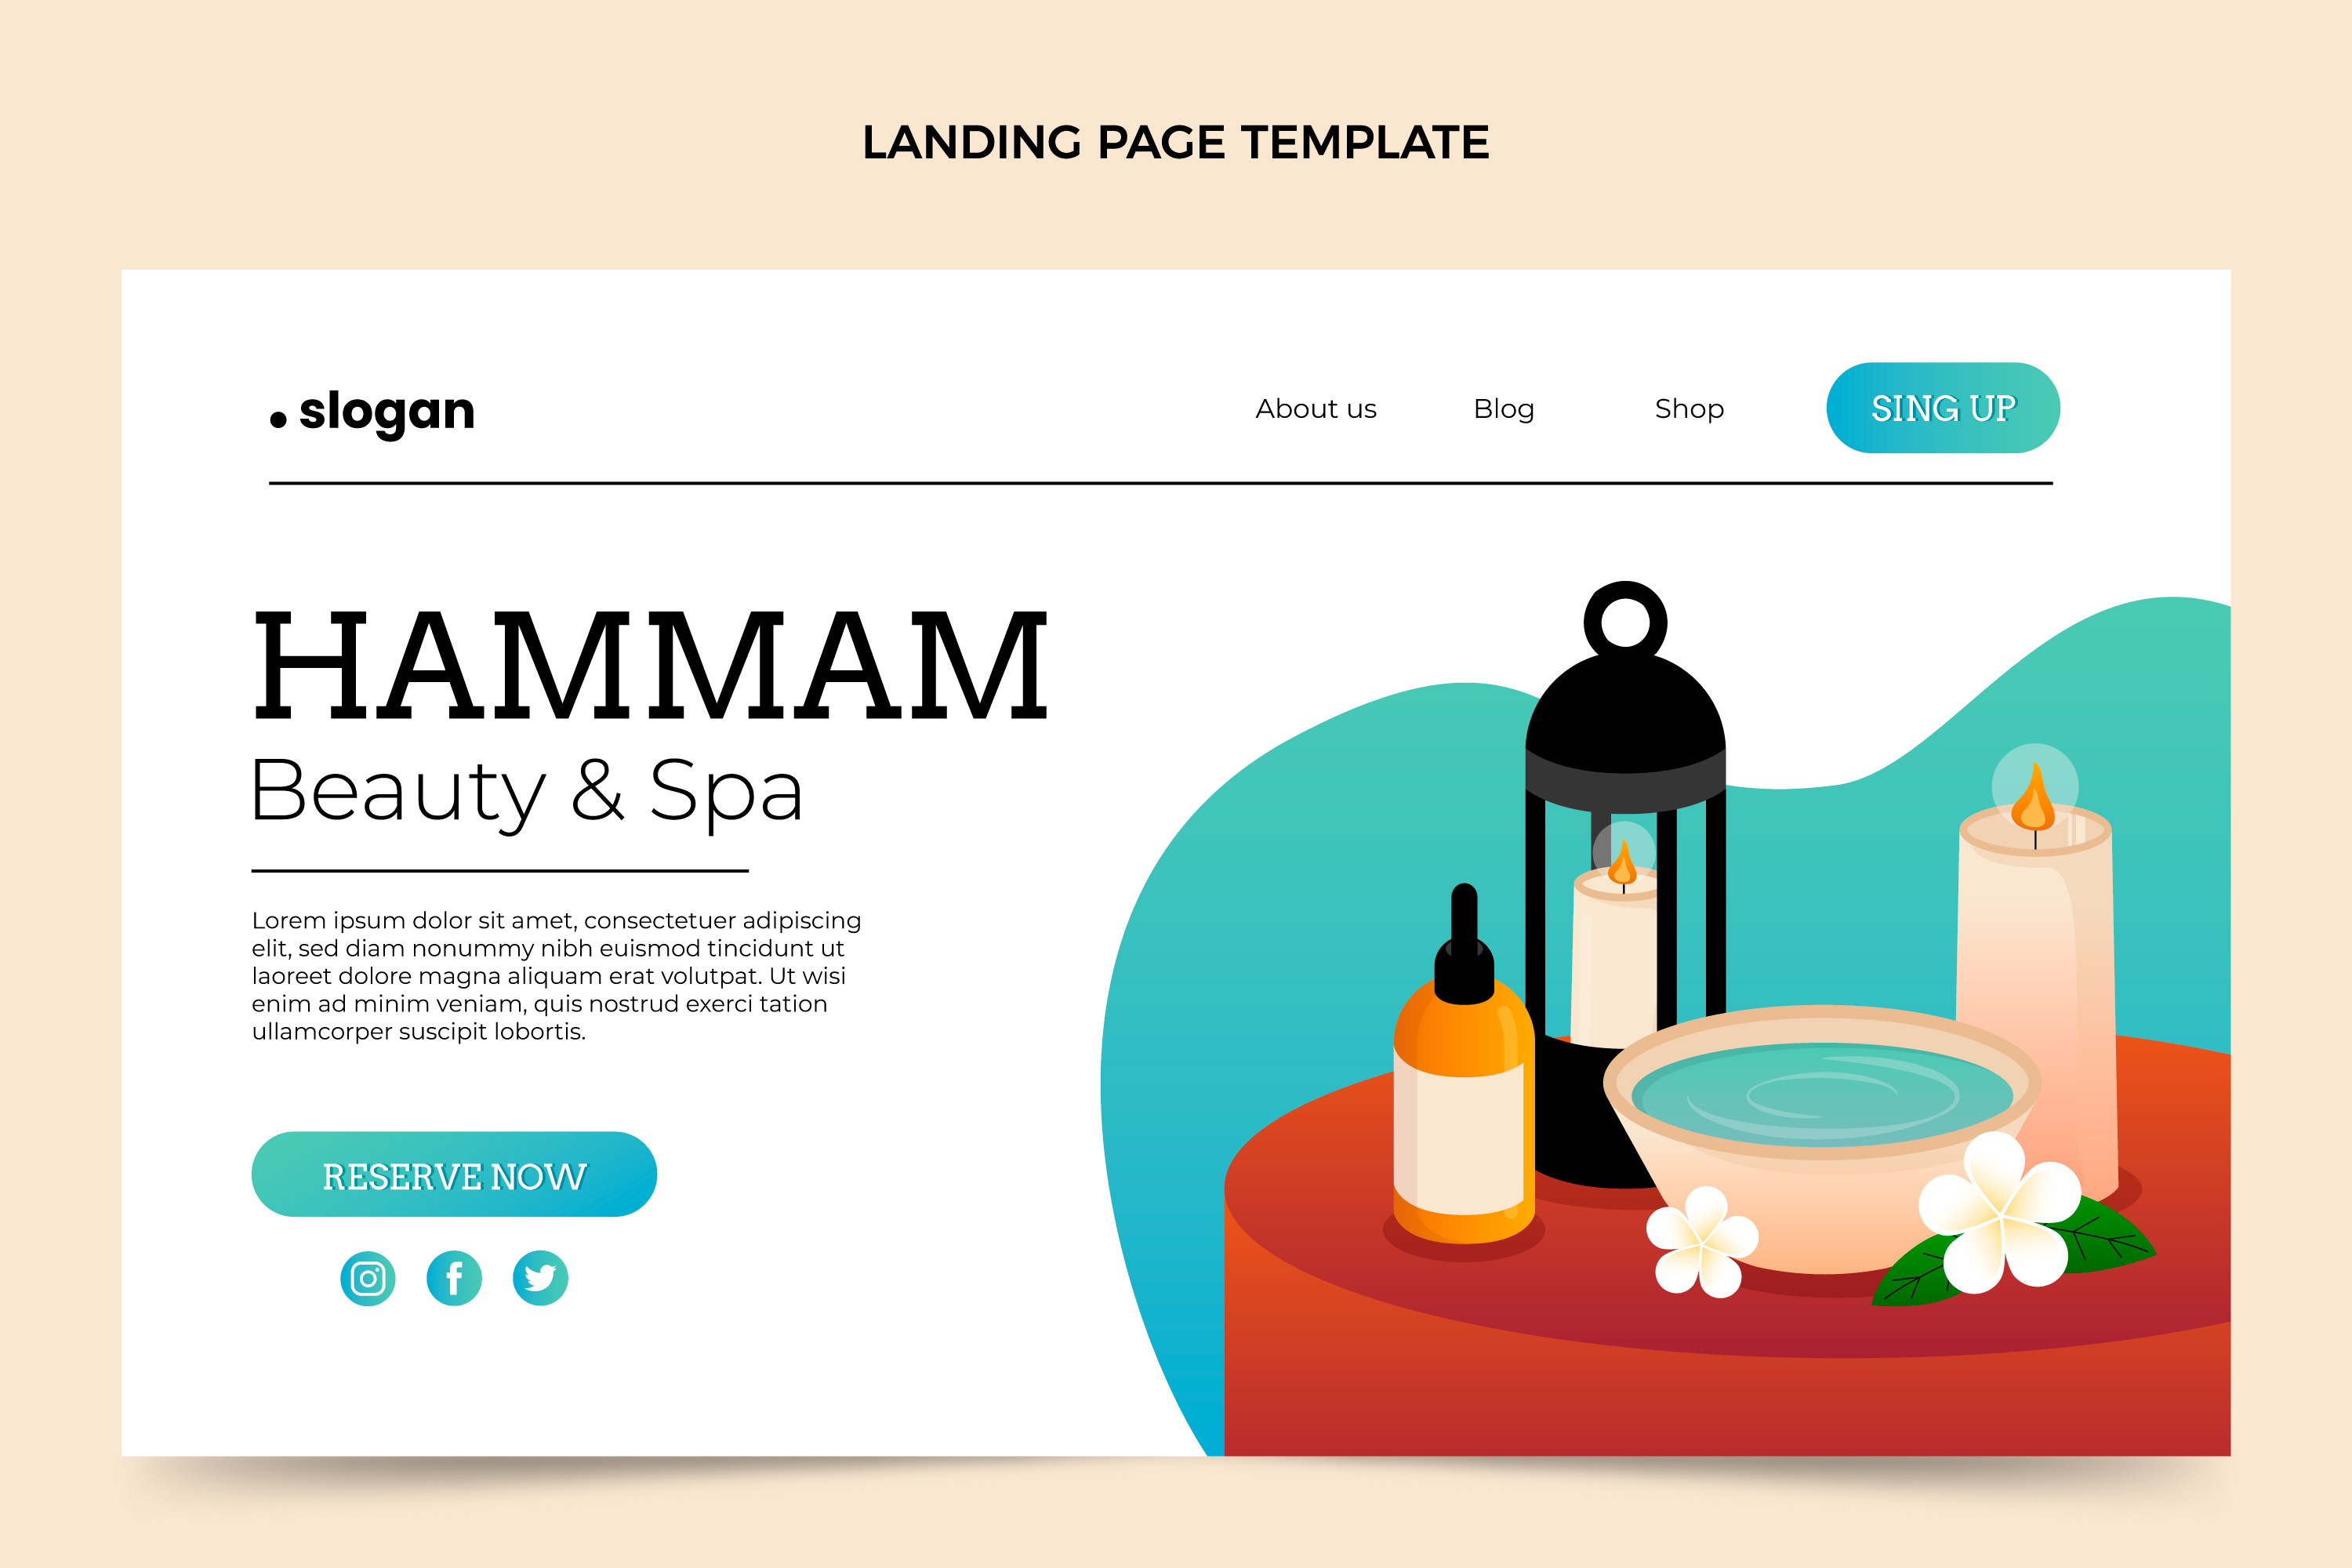 LANDING PAGE TEMPLATE
. slogan
About us
Blog
Shop
SING UP
HAMMAM
Beauty & Spa
Lorem ipsum dolor sit amet, consectetuer adipiscing
elit, sed diam nonummy nibh euismod tincidunt ut
laoreet dolore magna aliquam erat volutpat. Ut wisi
enim ad minim veniam, quis nostrud exerci tation
ullamcorper suscipit lobortis.
RESERVE NOW